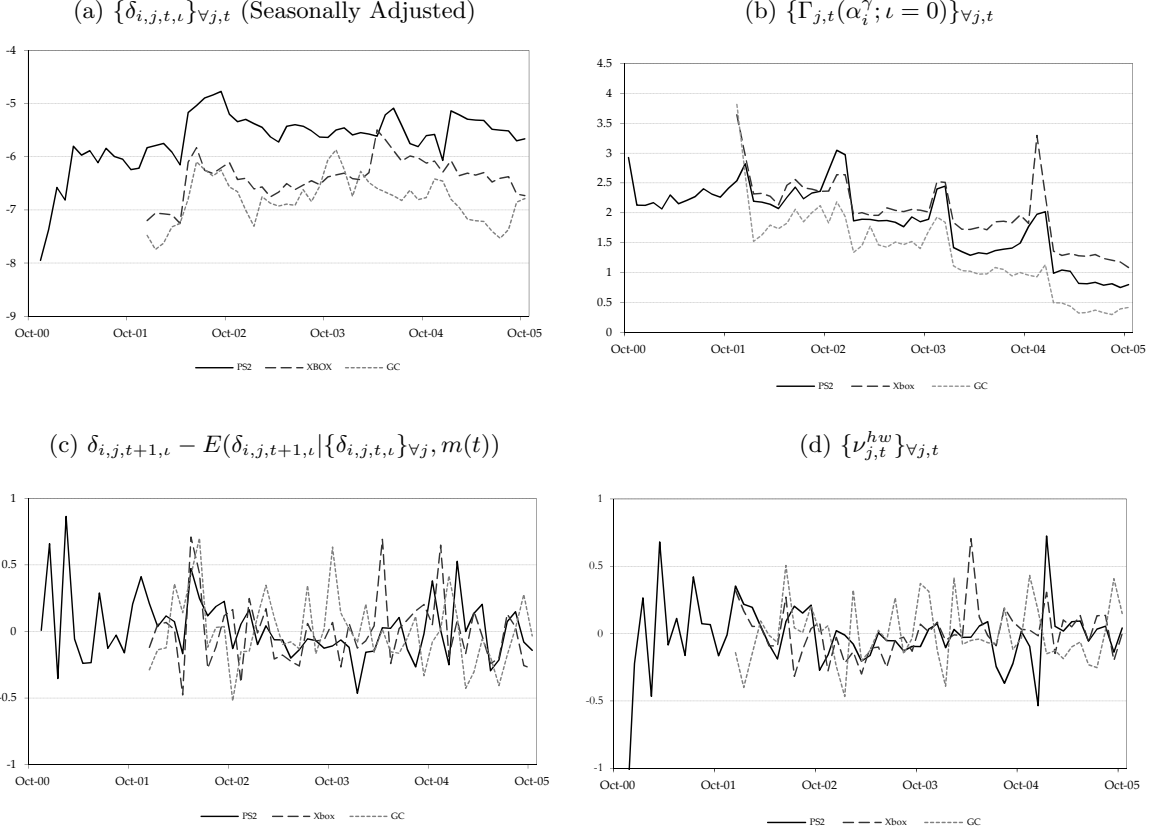 (a) {δ_{i,j,t,ι}}_{∀j,t} (Seasonally Adjusted)
-4
-5
-6
-7
-8
-9
Oct-00 Oct-01 Oct-02 Oct-03 Oct-04 Oct-05
PS2 XBOX GC
(b) {Γ_{j,t}(α_i^γ; ι = 0)}_{∀j,t}
4.5
4
3.5
3
2.5
2
1.5
1
0.5
0
Oct-00 Oct-01 Oct-02 Oct-03 Oct-04 Oct-05
PS2 Xbox GC
(c) δ_{i,j,t+1,ι} − E(δ_{i,j,t+1,ι}|{δ_{i,j,t,ι}}_{∀j}, m(t))
1
0.5
0
-0.5
-1
Oct-00 Oct-01 Oct-02 Oct-03 Oct-04 Oct-05
PS2 Xbox GC
(d) {ν_{j,t}^{hw}}_{∀j,t}
1
0.5
0
-0.5
-1
Oct-00 Oct-01 Oct-02 Oct-03 Oct-04 Oct-05
PS2 Xbox GC